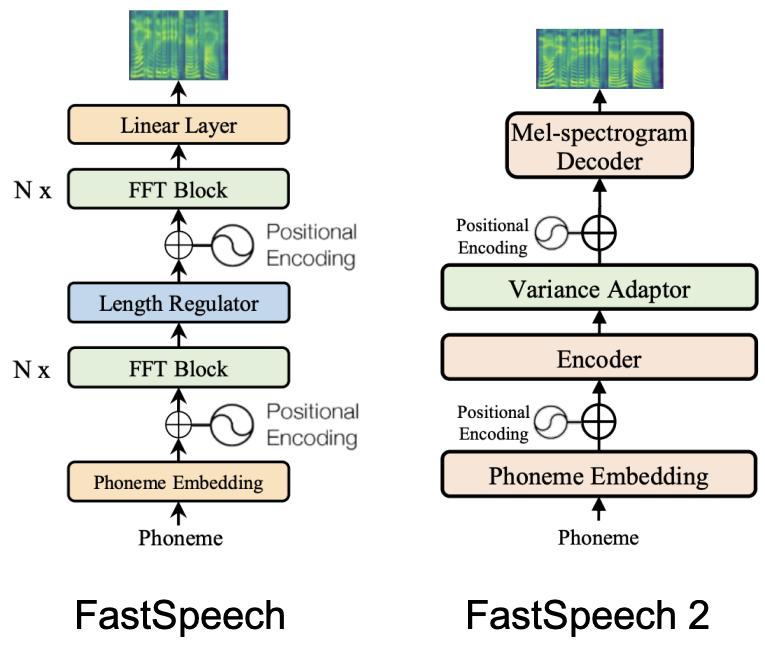 Linear Layer
N x
FFT Block
Positional
Encoding
Length Regulator
N x
FFT Block
Positional
Encoding
Phoneme Embedding
Phoneme
FastSpeech
Mel-spectrogram
Decoder
Positional
Encoding
Variance Adaptor
Encoder
Positional
Encoding
Phoneme Embedding
Phoneme
FastSpeech 2